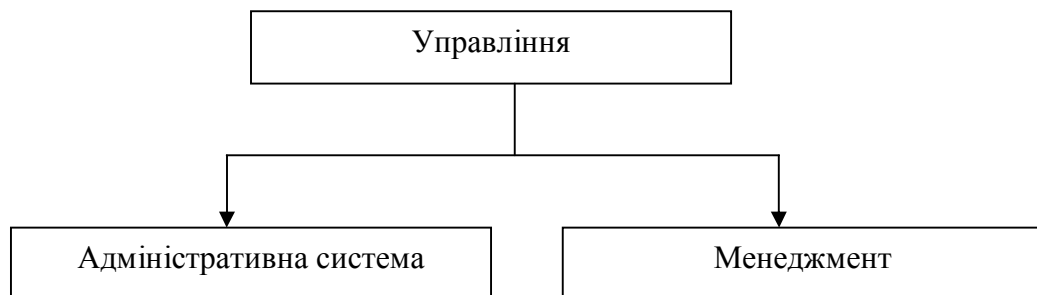 Управління
Адміністративна система
Менеджмент